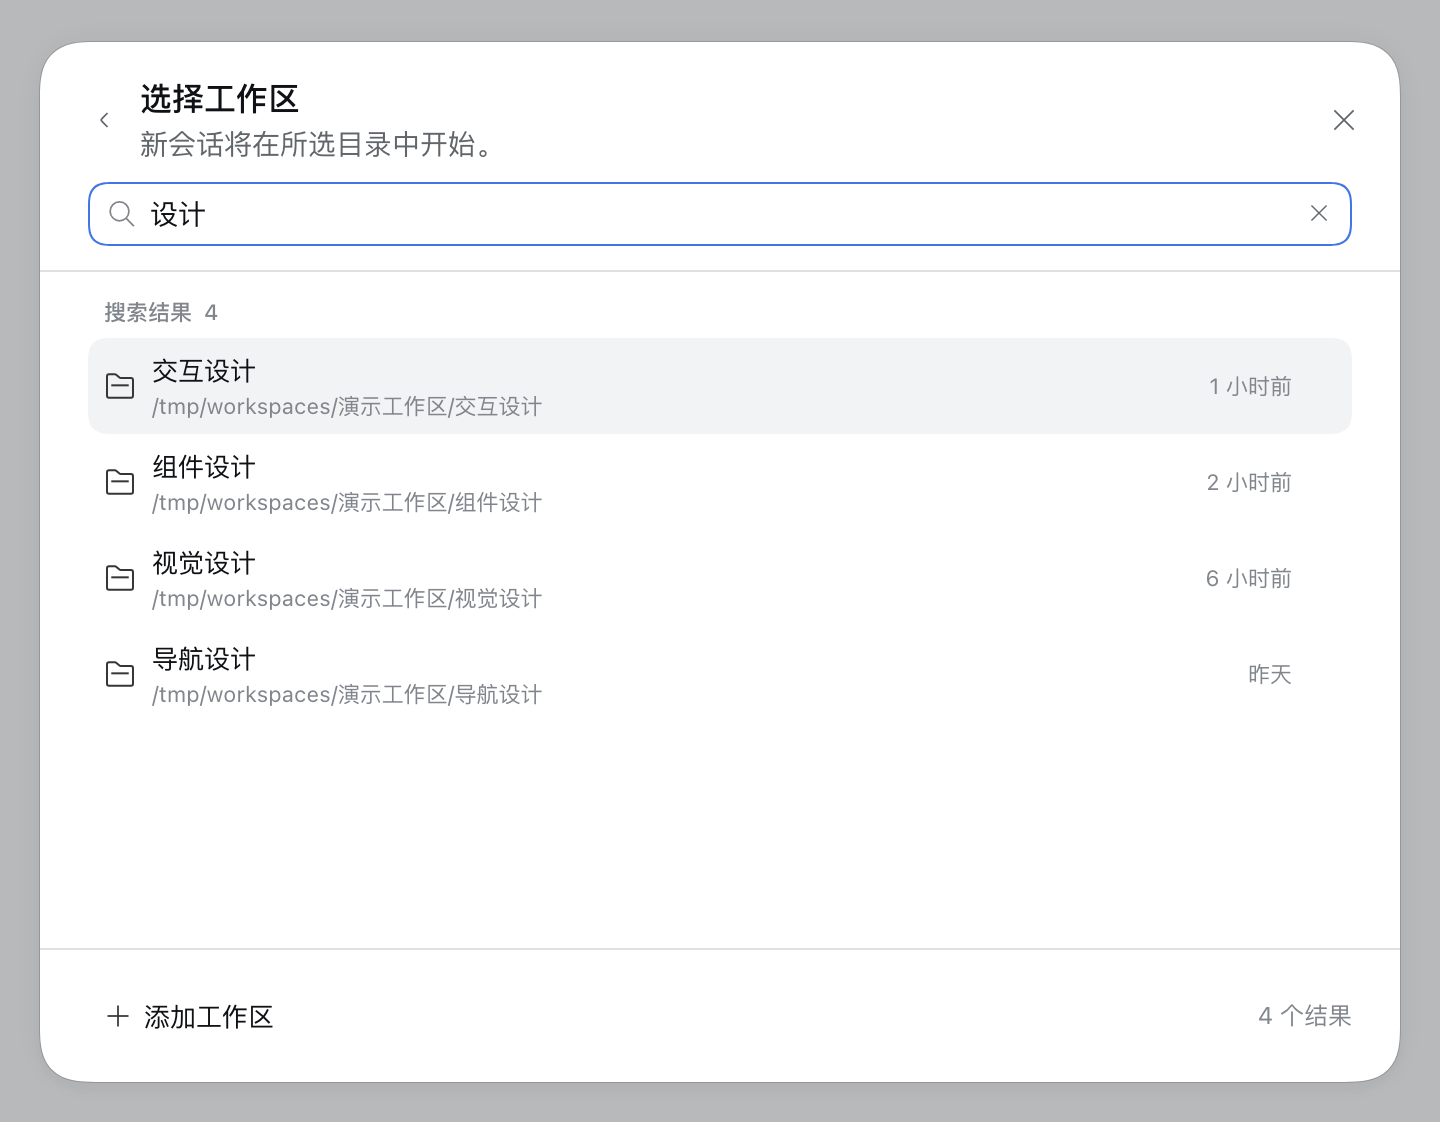 选择工作区
新会话将在所选目录中开始。
设计
搜索结果 4
交互设计
/tmp/workspaces/演示工作区/交互设计
1 小时前
组件设计
/tmp/workspaces/演示工作区/组件设计
2 小时前
视觉设计
/tmp/workspaces/演示工作区/视觉设计
6 小时前
导航设计
/tmp/workspaces/演示工作区/导航设计
昨天
添加工作区
4 个结果